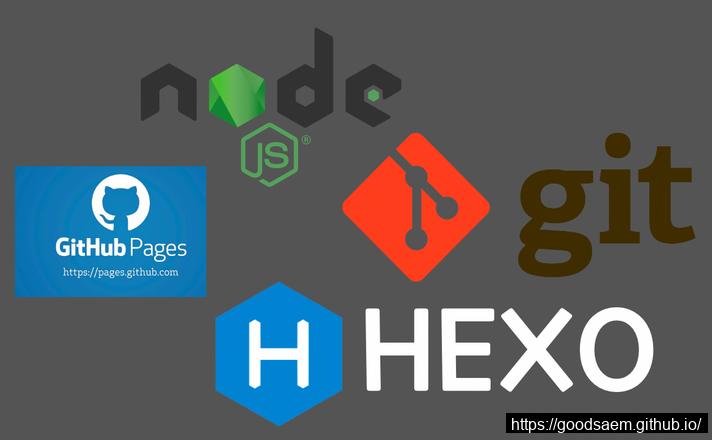 node
JS®
git
GitHub Pages
https://pages.github.com
H HEXO
https://goodsaem.github.io/